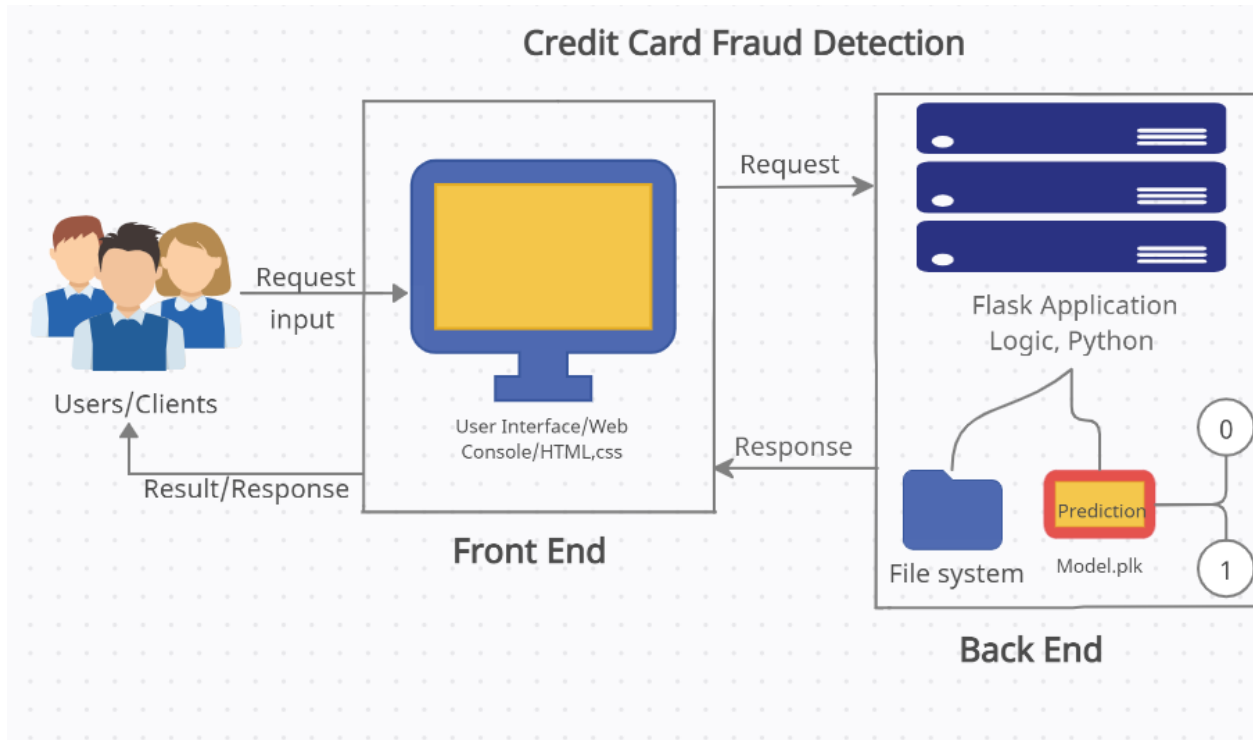 Credit Card Fraud Detection
Request
input
Users/Clients
Result/Response
User Interface/Web
Console/HTML,css
Front End
Request
Response
Flask Application
Logic, Python
File system
Prediction
Model.plk
0
1
Back End